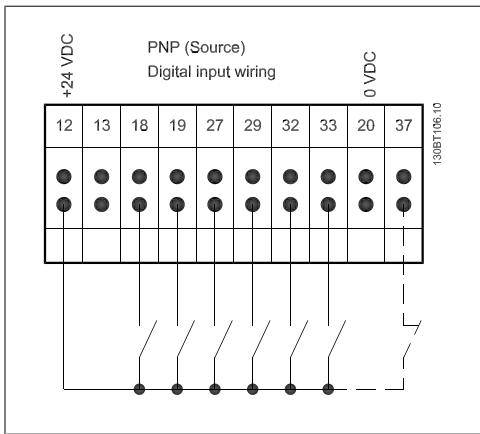 +24 VDC
PNP (Source)
Digital input wiring
0 VDC
12 13 18 19 27 29 32 33 20 37
130BT106.10